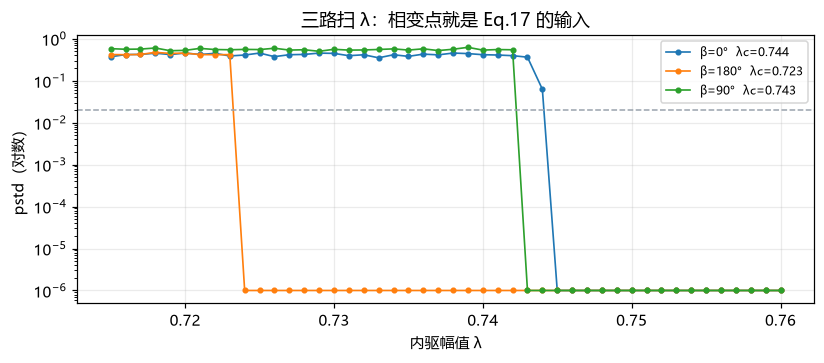 三路扫 λ：相变点就是 Eq.17 的输入
β=0° λc=0.744
β=180° λc=0.723
β=90° λc=0.743
pstd（对数）
10⁰
10⁻¹
10⁻²
10⁻³
10⁻⁴
10⁻⁵
10⁻⁶
0.72 0.73 0.74 0.75 0.76
内驱幅值 λ